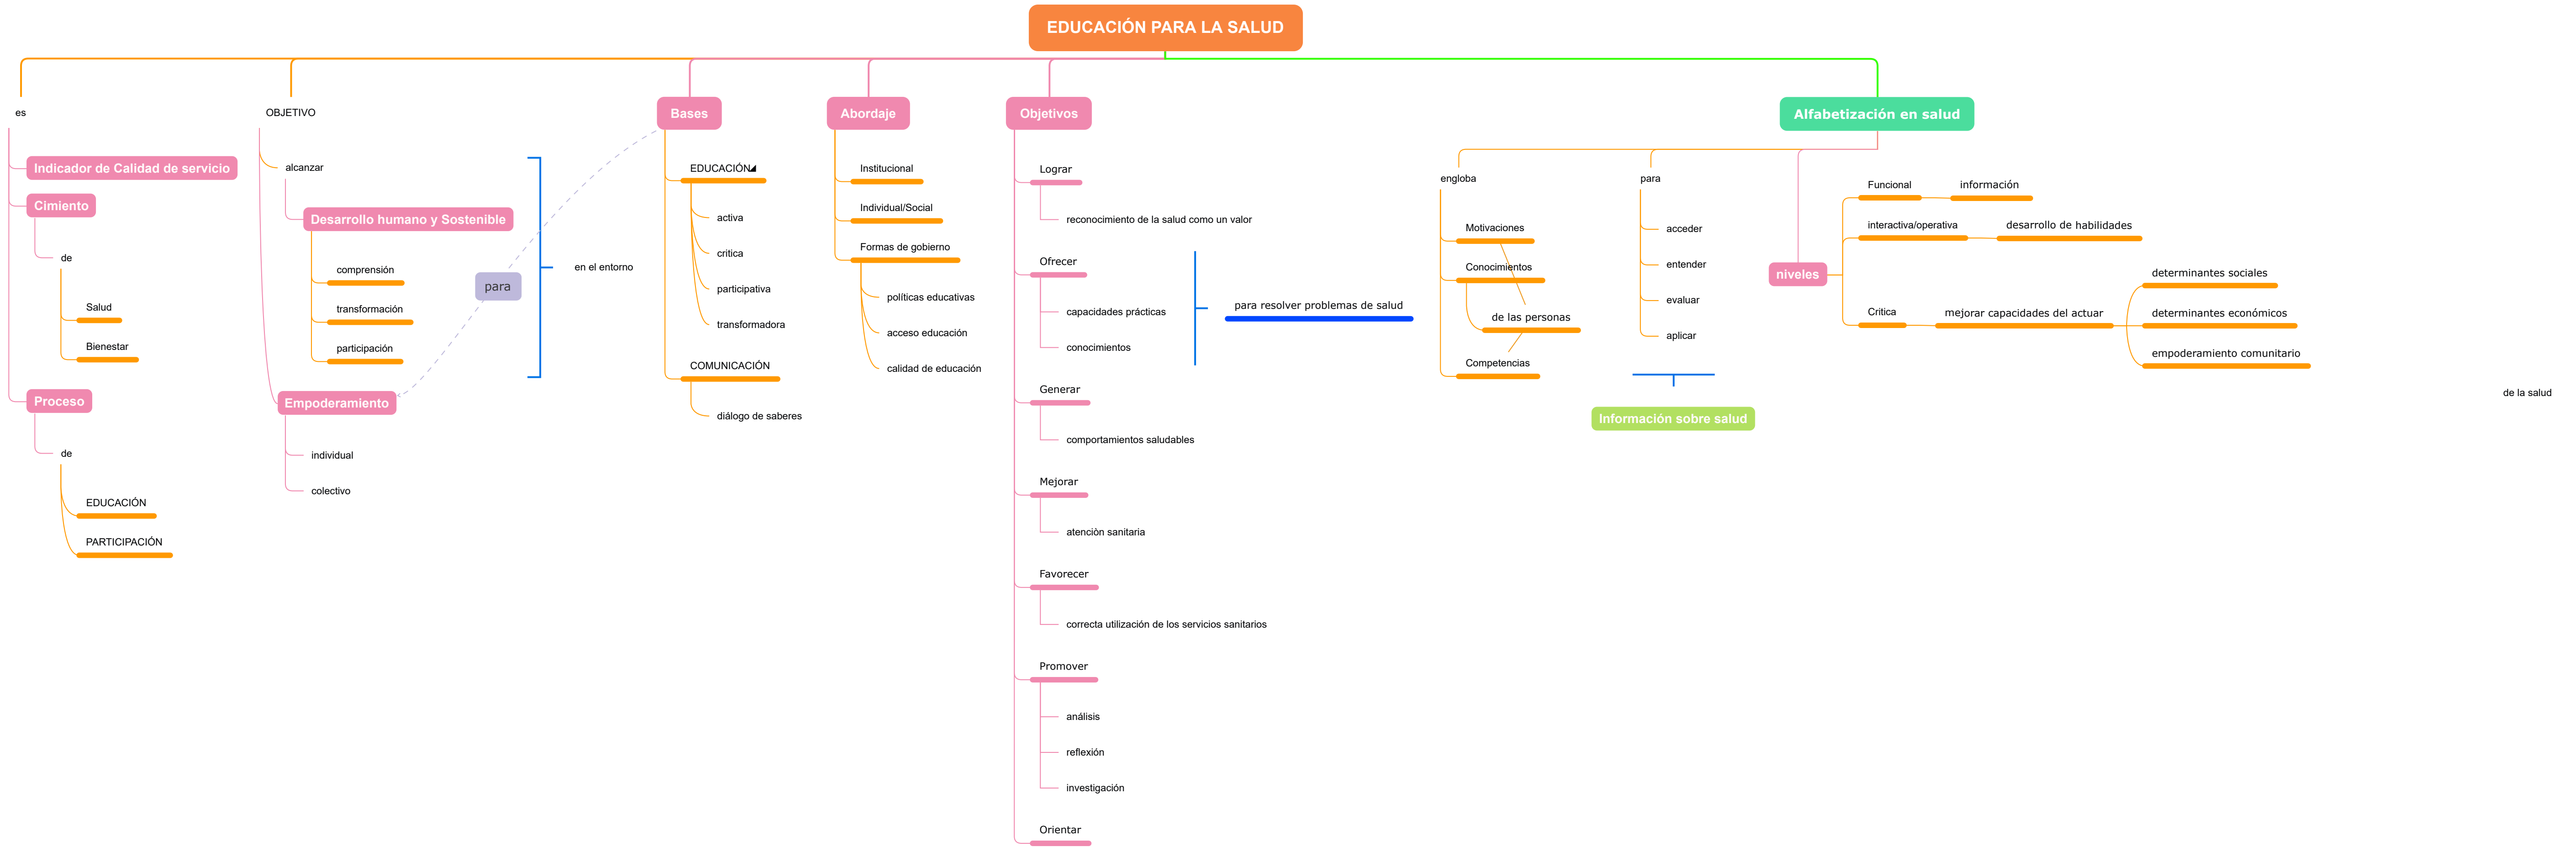 EDUCACIÓN PARA LA SALUD
es
Indicador de Calidad de servicio
Cimiento
de
Salud
Bienestar
Proceso
de
EDUCACIÓN
PARTICIPACIÓN
OBJETIVO
alcanzar
Desarrollo humano y Sostenible
comprensión
transformación
participación
Empoderamiento
individual
colectivo
en el entorno
para
Bases
EDUCACIÓN
activa
critica
participativa
transformadora
COMUNICACIÓN
diálogo de saberes
Abordaje
Institucional
Individual/Social
Formas de gobierno
políticas educativas
acceso educación
calidad de educación
Objetivos
Lograr
reconocimiento de la salud como un valor
Ofrecer
capacidades prácticas
conocimientos
para resolver problemas de salud
Generar
comportamientos saludables
Mejorar
atenciòn sanitaria
Favorecer
correcta utilización de los servicios sanitarios
Promover
análisis
reflexión
investigación
Orientar
Alfabetización en salud
engloba
Motivaciones
Conocimientos
de las personas
Competencias
para
acceder
entender
evaluar
aplicar
Información sobre salud
niveles
Funcional
información
interactiva/operativa
desarrollo de habilidades
Critica
mejorar capacidades del actuar
determinantes sociales
determinantes económicos
empoderamiento comunitario
de la salud